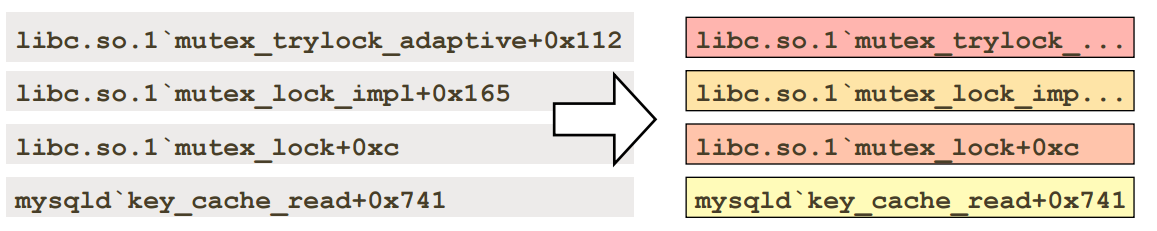 libc.so.1`mutex_trylock_adaptive+0x112
libc.so.1`mutex_lock_impl+0x165
libc.so.1`mutex_lock+0xc
mysqld`key_cache_read+0x741
libc.so.1`mutex_trylock_...
libc.so.1`mutex_lock_imp...
libc.so.1`mutex_lock+0xc
mysqld`key_cache_read+0x741